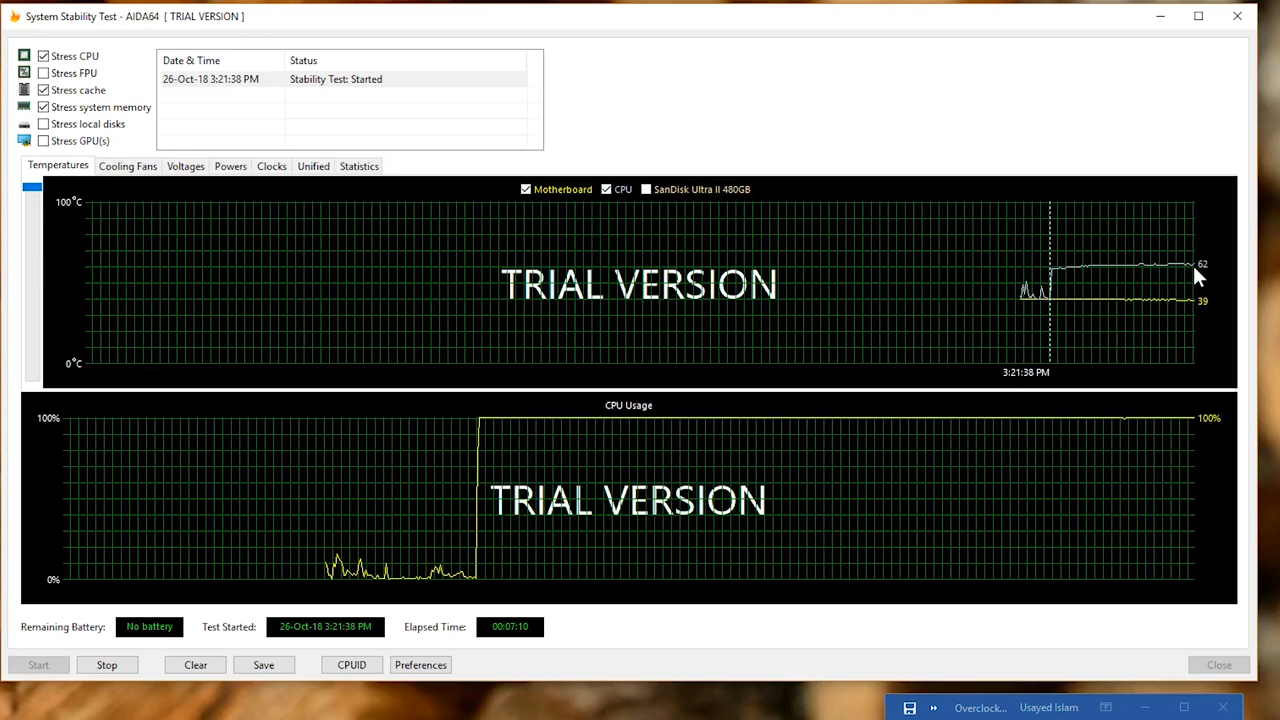 System Stability Test - AIDA64 [ TRIAL VERSION ]
Stress CPU
Stress FPU
Stress cache
Stress system memory
Stress local disks
Stress GPU(s)
Date & Time Status
26-Oct-18 3:21:38 PM Stability Test: Started
Temperatures Cooling Fans Voltages Powers Clocks Unified Statistics
Motherboard CPU SanDisk Ultra II 480GB
100°C
TRIAL VERSION
62
39
0°C
3:21:38 PM
CPU Usage
100% 100%
TRIAL VERSION
0%
Remaining Battery: No battery Test Started: 26-Oct-18 3:21:38 PM Elapsed Time: 00:07:10
Start Stop Clear Save CPUID Preferences Close
Overclock... Usayed Islam